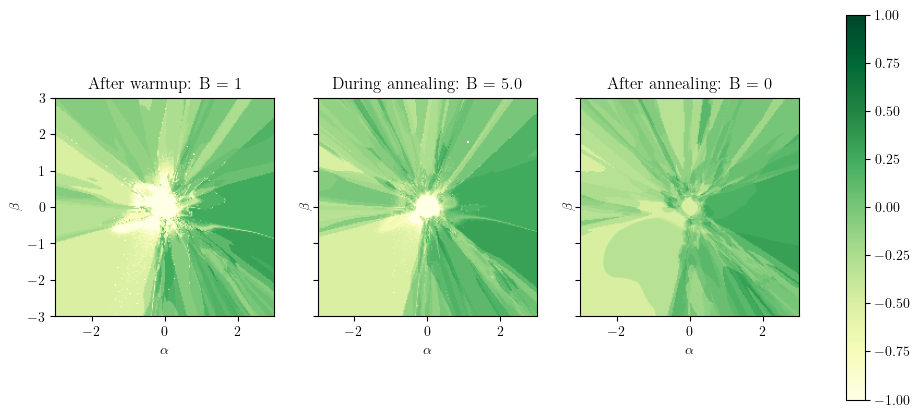 After warmup: B = 1
During annealing: B = 5.0
After annealing: B = 0
3
2
1
0
−1
−2
−3
β
β
β
−2
0
2
−2
0
2
−2
0
2
α
α
α
1.00
0.75
0.50
0.25
0.00
−0.25
−0.50
−0.75
−1.00